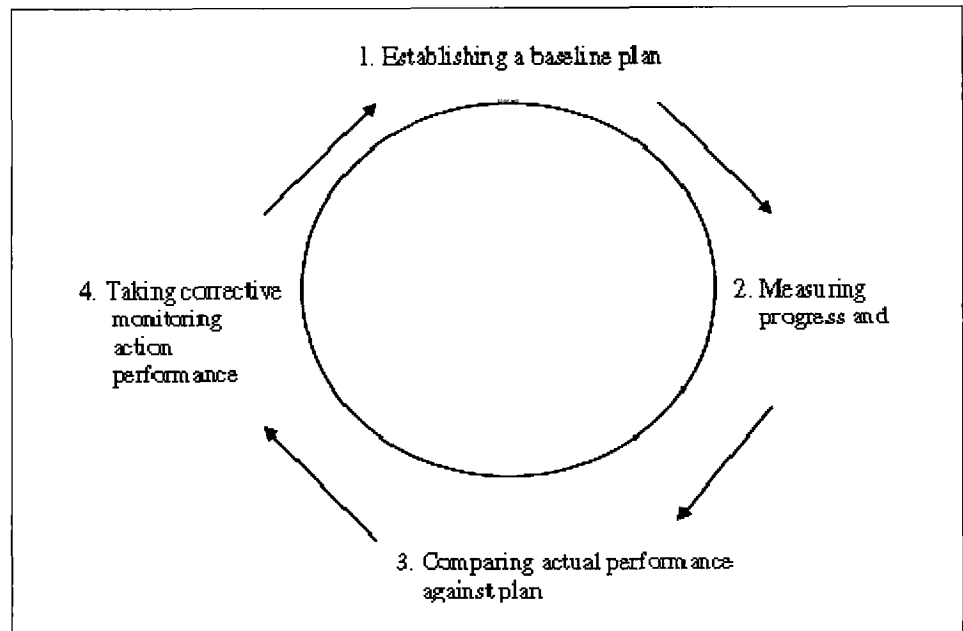 1. Establishing a baseline plan
2. Measuring
progress and
3. Comparing actual performance
against plan
4. Taking corrective
monitoring
action
performance